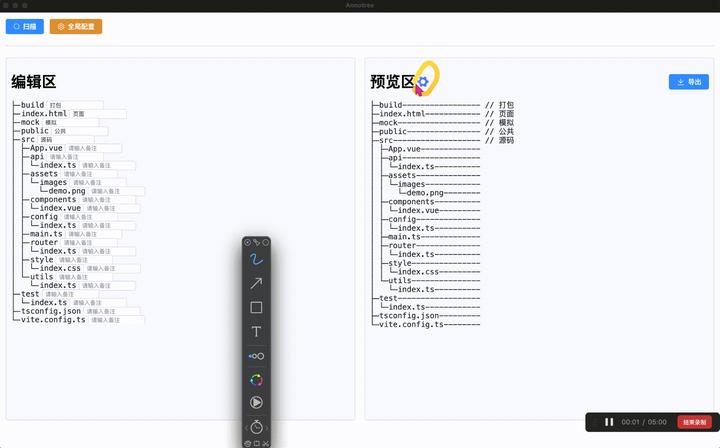 Annotree
扫描
全局配置
编辑区
├─build 打包
├─index.html 页面
├─mock 模拟
├─public 公共
├─src 源码
│ ├─App.vue 请输入备注
│ ├─api 请输入备注
│ │ └─index.ts 请输入备注
│ ├─assets 请输入备注
│ │ └─images 请输入备注
│ │   └─demo.png 请输入备注
│ ├─components 请输入备注
│ │ └─index.vue 请输入备注
│ ├─config 请输入备注
│ │ └─index.ts 请输入备注
│ ├─main.ts 请输入备注
│ ├─router 请输入备注
│ │ └─index.ts 请输入备注
│ ├─style 请输入备注
│ │ └─index.css 请输入备注
│ └─utils 请输入备注
│   └─index.ts 请输入备注
├─test 请输入备注
│ └─index.ts 请输入备注
├─tsconfig.json 请输入备注
└─vite.config.ts 请输入备注
预览区
导出
├─build----------------- // 打包
├─index.html------------ // 页面
├─mock------------------ // 模拟
├─public---------------- // 公共
├─src------------------- // 源码
│ ├─App.vue-------------
│ ├─api-----------------
│ │ └─index.ts----------
│ ├─assets--------------
│ │ └─images------------
│ │   └─demo.png--------
│ ├─components----------
│ │ └─index.vue---------
│ ├─config--------------
│ │ └─index.ts----------
│ ├─main.ts-------------
│ ├─router--------------
│ │ └─index.ts----------
│ ├─style---------------
│ │ └─index.css---------
│ └─utils---------------
│   └─index.ts----------
├─test------------------
│ └─index.ts------------
├─tsconfig.json---------
└─vite.config.ts--------
T
00:01 / 05:00
结束录制